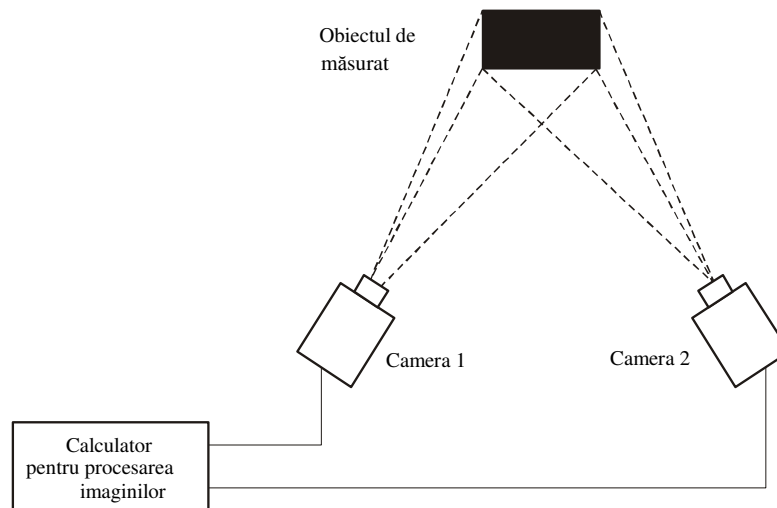 Obiectul de
măsurat
Camera 1
Camera 2
Calculator
pentru procesarea
imaginilor